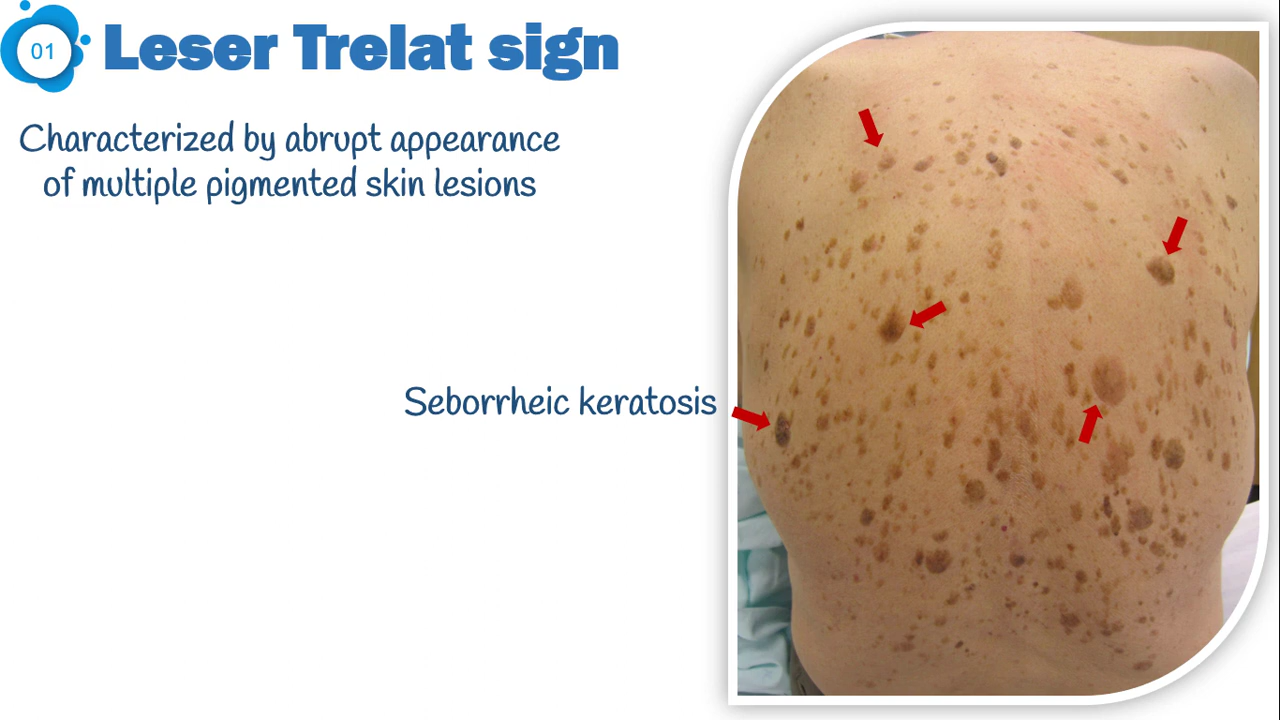 01
Leser Trelat sign
Characterized by abrupt appearance
of multiple pigmented skin lesions
Seborrheic keratosis